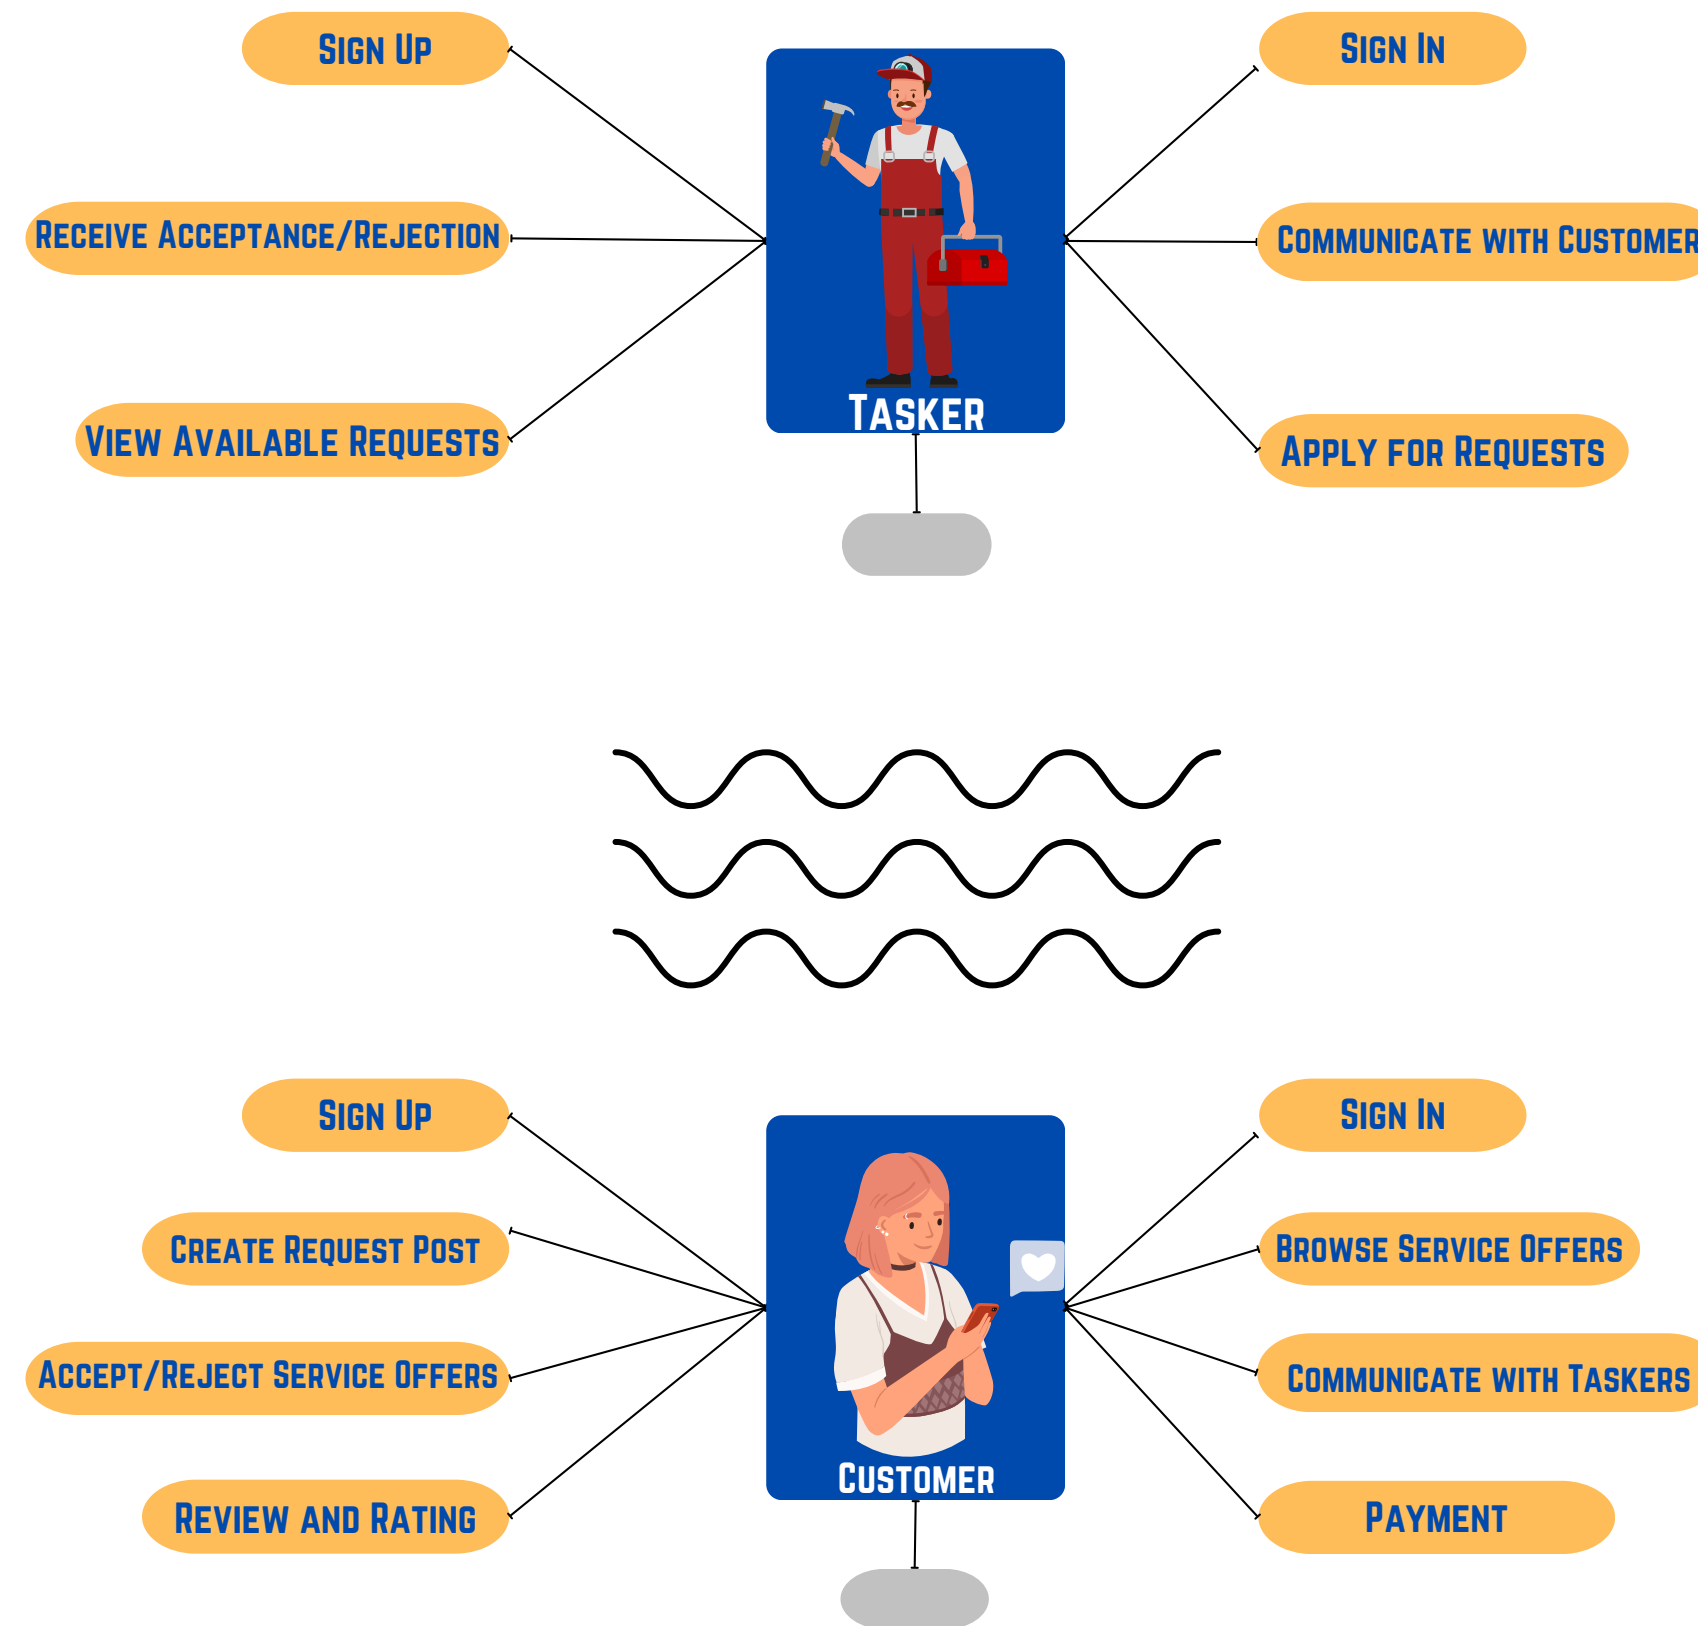 Sign Up
Sign In
Receive Acceptance/Rejection
Communicate with Customer
View Available Requests
Apply for Requests
Tasker
Sign Up
Sign In
Create Request Post
Browse Service Offers
Accept/Reject Service Offers
Communicate with Taskers
Review and Rating
Payment
Customer